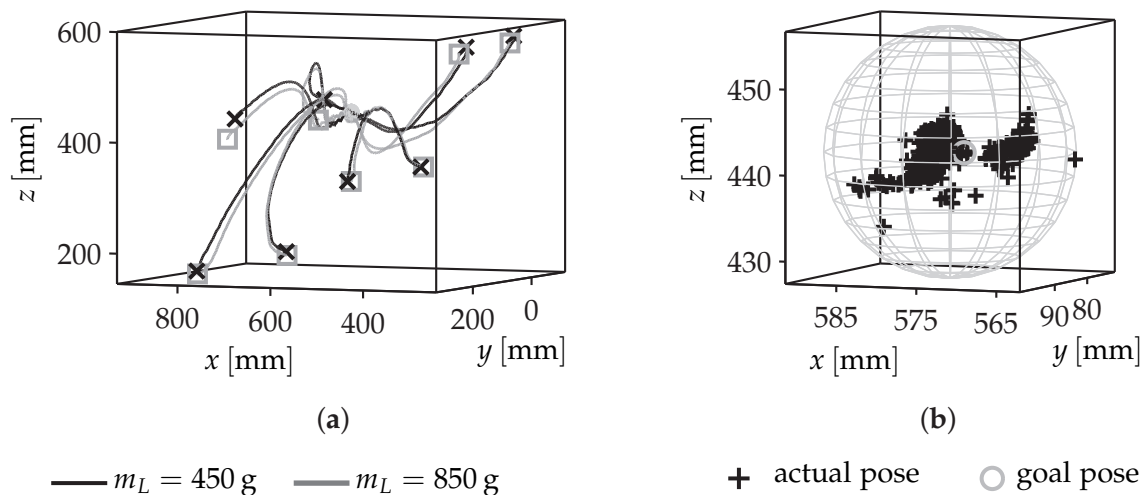 600
400
200
z [mm]
800
600
400
200
0
x [mm]
y [mm]
(a)
450
440
430
z [mm]
585
575
565
90
80
x [mm]
y [mm]
(b)
m_L = 450 g
m_L = 850 g
+ actual pose
○ goal pose